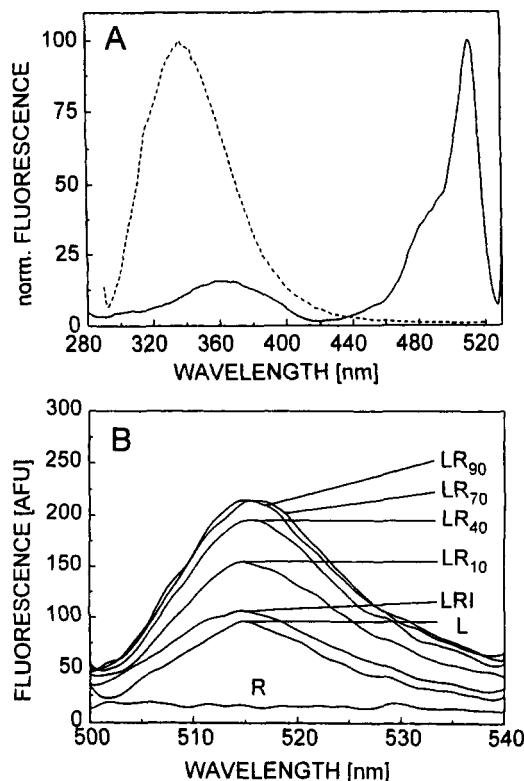 A
norm. FLUORESCENCE
100
75
50
25
0
280 320 360 400 440 480 520
WAVELENGTH [nm]
B
FLUORESCENCE [AFU]
300
250
200
150
100
50
0
LR90
LR70
LR40
LR10
LRI
L
R
500 510 520 530 540
WAVELENGTH [nm]